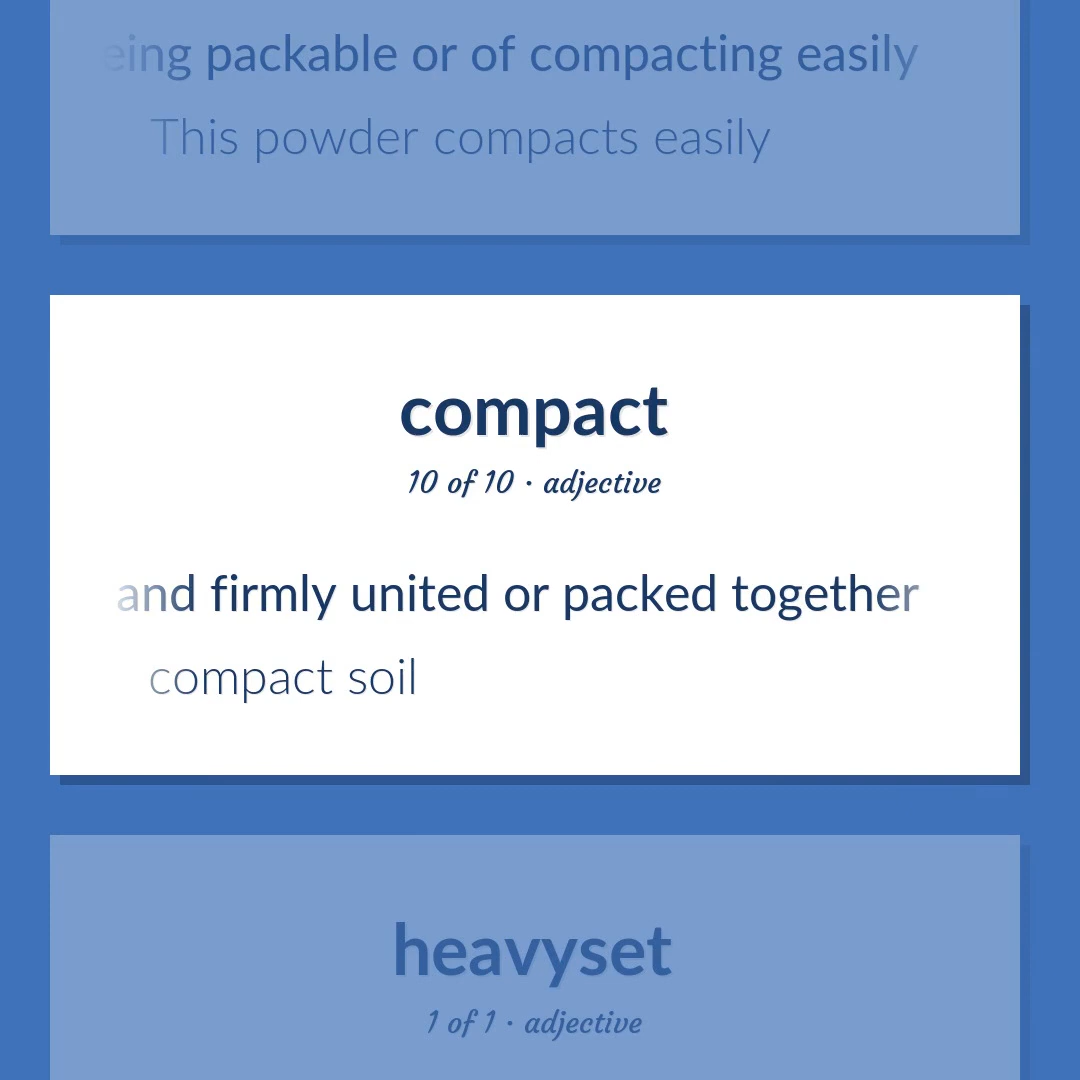 eing packable or of compacting easily
This powder compacts easily
compact
10 of 10 · adjective
and firmly united or packed together
compact soil
heavyset
1 of 1 · adjective